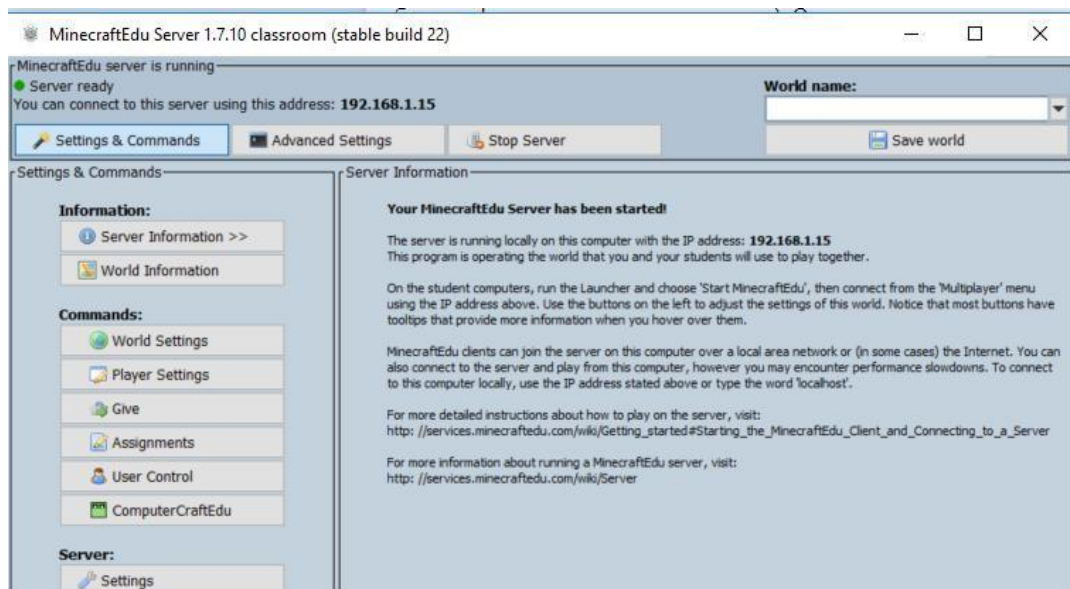 MinecraftEdu Server 1.7.10 classroom (stable build 22)
MinecraftEdu server is running
Server ready
You can connect to this server using this address: 192.168.1.15
World name:
Settings & Commands
Advanced Settings
Stop Server
Save world
Settings & Commands
Information:
Server Information >>
World Information
Commands:
World Settings
Player Settings
Give
Assignments
User Control
ComputerCraftEdu
Server:
Settings
Server Information
Your MinecraftEdu Server has been started!
The server is running locally on this computer with the IP address: 192.168.1.15
This program is operating the world that you and your students will use to play together.
On the student computers, run the Launcher and choose 'Start MinecraftEdu', then connect from the 'Multiplayer' menu
using the IP address above. Use the buttons on the left to adjust the settings of this world. Notice that most buttons have
tooltips that provide more information when you hover over them.
MinecraftEdu clients can join the server on this computer over a local area network or (in some cases) the Internet. You can
also connect to the server and play from this computer, however you may encounter performance slowdowns. To connect
to this computer locally, use the IP address stated above or type the word 'localhost'.
For more detailed instructions about how to play on the server, visit:
http: //services.minecraftedu.com/wiki/Getting_started#Starting_the_MinecraftEdu_Client_and_Connecting_to_a_Server
For more information about running a MinecraftEdu server, visit:
http: //services.minecraftedu.com/wiki/Server